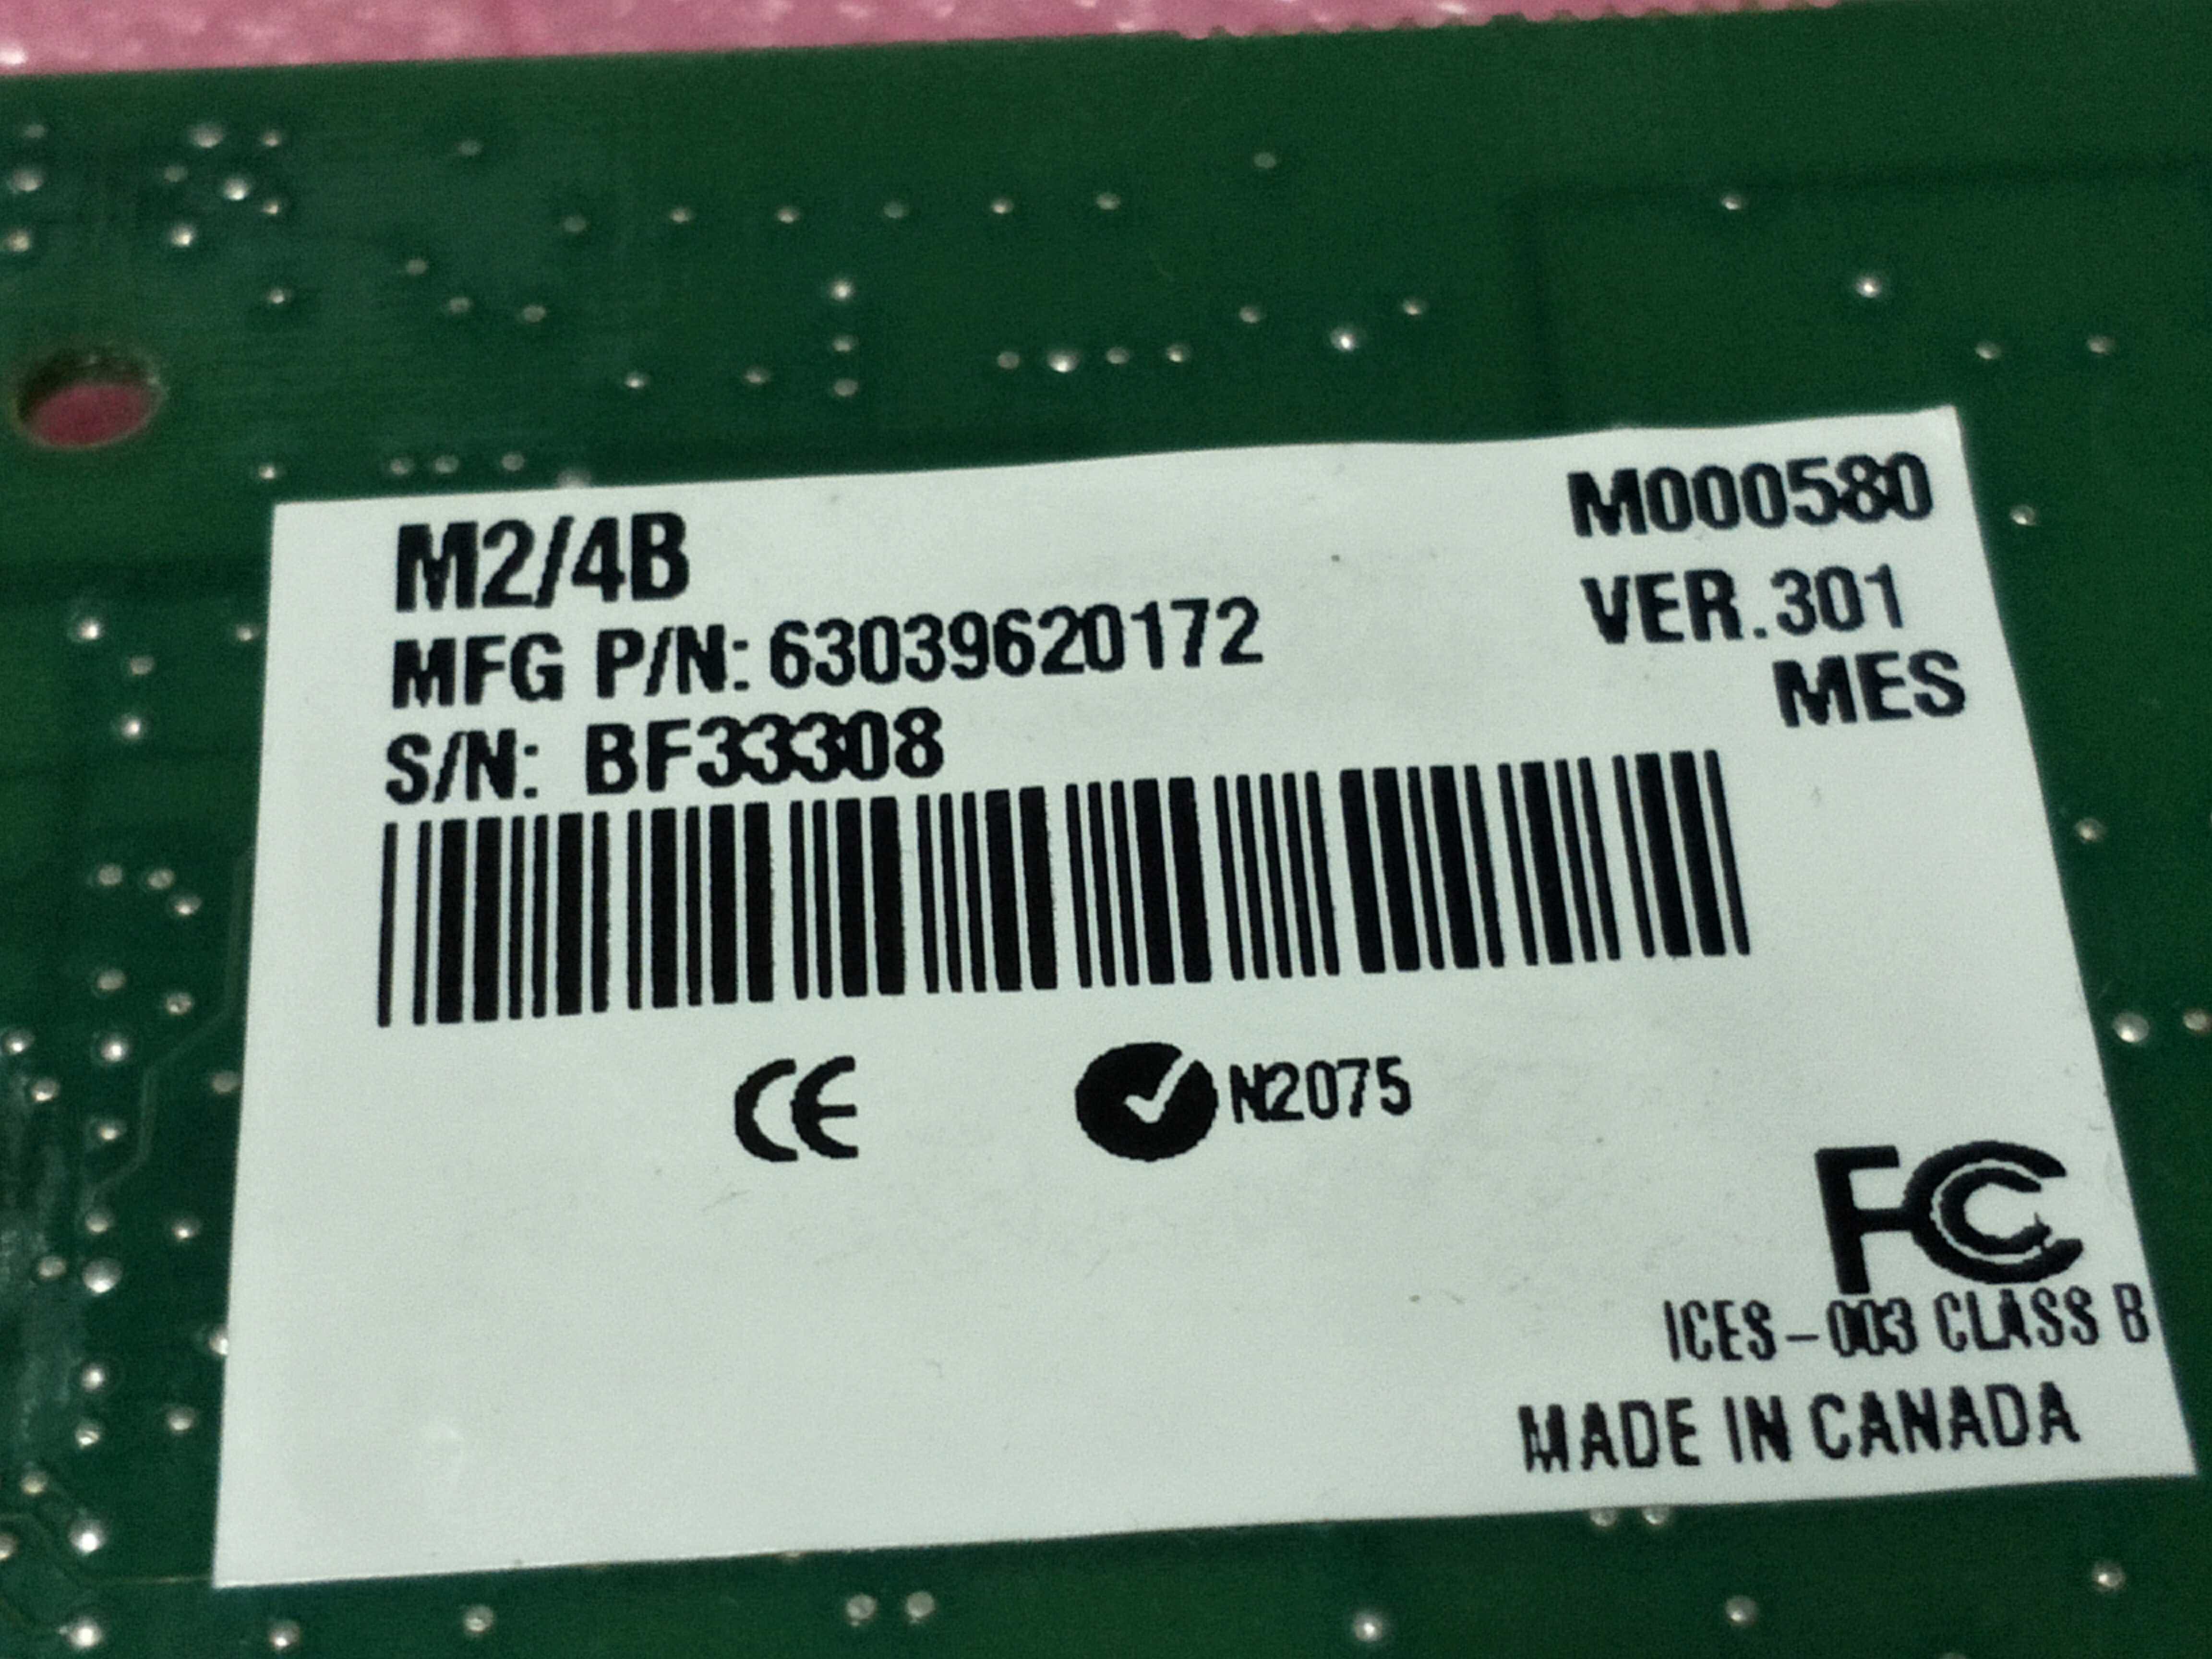 M2/4B
M000580
MFG P/N: 63039620172
VER.301
S/N: BF33308
MES
CE
N2075
FC
ICES-003 CLASS B
MADE IN CANADA